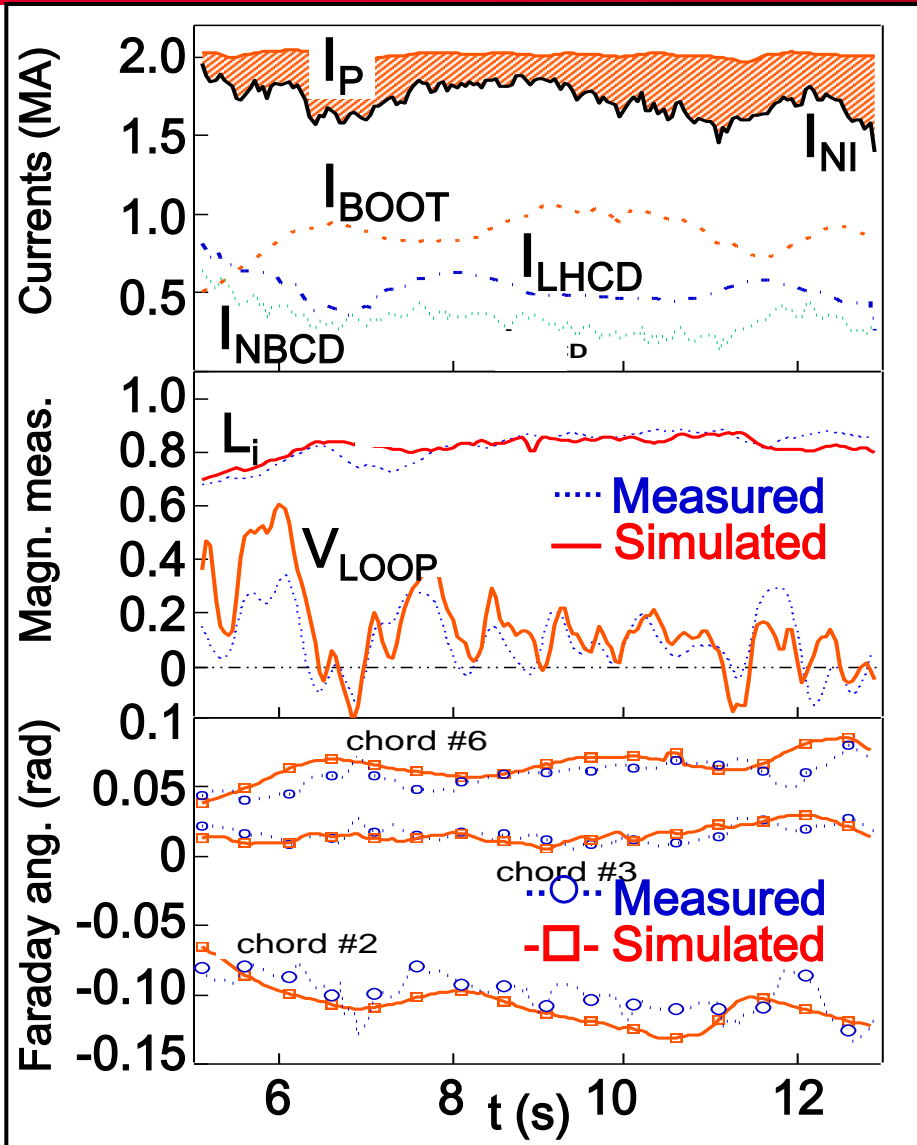 Currents (MA)
2.0
1.5
1.0
0.5
I_P
I_NI
I_BOOT
I_LHCD
I_NBCD
D
Magn. meas.
1.0
0.8
0.6
0.4
0.2
0
L_i
V_LOOP
Measured
Simulated
Faraday ang. (rad)
0.1
0.05
0
-0.05
-0.10
-0.15
chord #6
chord #3
chord #2
Measured
Simulated
6 8 10 12
t (s)